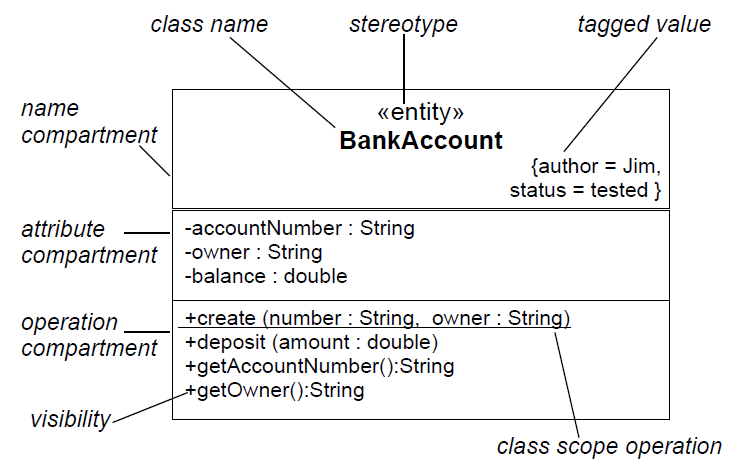 class name stereotype tagged value
«entity»
name
compartment
BankAccount
{author = Jim,
status = tested }
attribute
compartment
-accountNumber : String
-owner : String
-balance : double
operation
compartment
+create (number : String, owner : String)
+deposit (amount : double)
+getAccountNumber():String
+getOwner():String
visibility
class scope operation